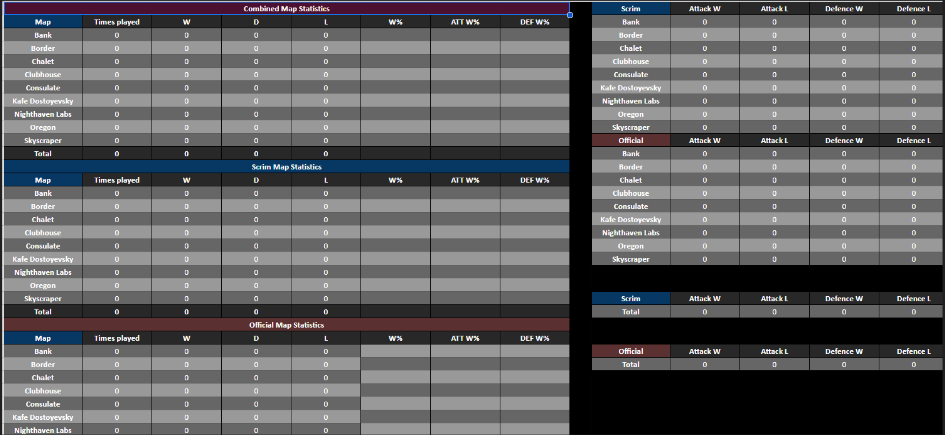 Combined Map Statistics
Map Times played W D L W% ATT W% DEF W%
Bank 0 0 0 0
Border 0 0 0 0
Chalet 0 0 0 0
Clubhouse 0 0 0 0
Consulate 0 0 0 0
Kafe Dostoyevsky 0 0 0 0
Nighthaven Labs 0 0 0 0
Oregon 0 0 0 0
Skyscraper 0 0 0 0
Total 0 0 0 0
Scrim Map Statistics
Map Times played W D L W% ATT W% DEF W%
Bank 0 0 0 0
Border 0 0 0 0
Chalet 0 0 0 0
Clubhouse 0 0 0 0
Consulate 0 0 0 0
Kafe Dostoyevsky 0 0 0 0
Nighthaven Labs 0 0 0 0
Oregon 0 0 0 0
Skyscraper 0 0 0 0
Total 0 0 0 0
Official Map Statistics
Map Times played W D L W% ATT W% DEF W%
Bank 0 0 0 0
Border 0 0 0 0
Chalet 0 0 0 0
Clubhouse 0 0 0 0
Consulate 0 0 0 0
Kafe Dostoyevsky 0 0 0 0
Nighthaven Labs 0 0 0 0
Scrim Attack W Attack L Defence W Defence L
Bank 0 0 0 0
Border 0 0 0 0
Chalet 0 0 0 0
Clubhouse 0 0 0 0
Consulate 0 0 0 0
Kafe Dostoyevsky 0 0 0 0
Nighthaven Labs 0 0 0 0
Oregon 0 0 0 0
Skyscraper 0 0 0 0
Official Attack W Attack L Defence W Defence L
Bank 0 0 0 0
Border 0 0 0 0
Chalet 0 0 0 0
Clubhouse 0 0 0 0
Consulate 0 0 0 0
Kafe Dostoyevsky 0 0 0 0
Nighthaven Labs 0 0 0 0
Oregon 0 0 0 0
Skyscraper 0 0 0 0
Scrim Attack W Attack L Defence W Defence L
Total 0 0 0 0
Official Attack W Attack L Defence W Defence L
Total 0 0 0 0